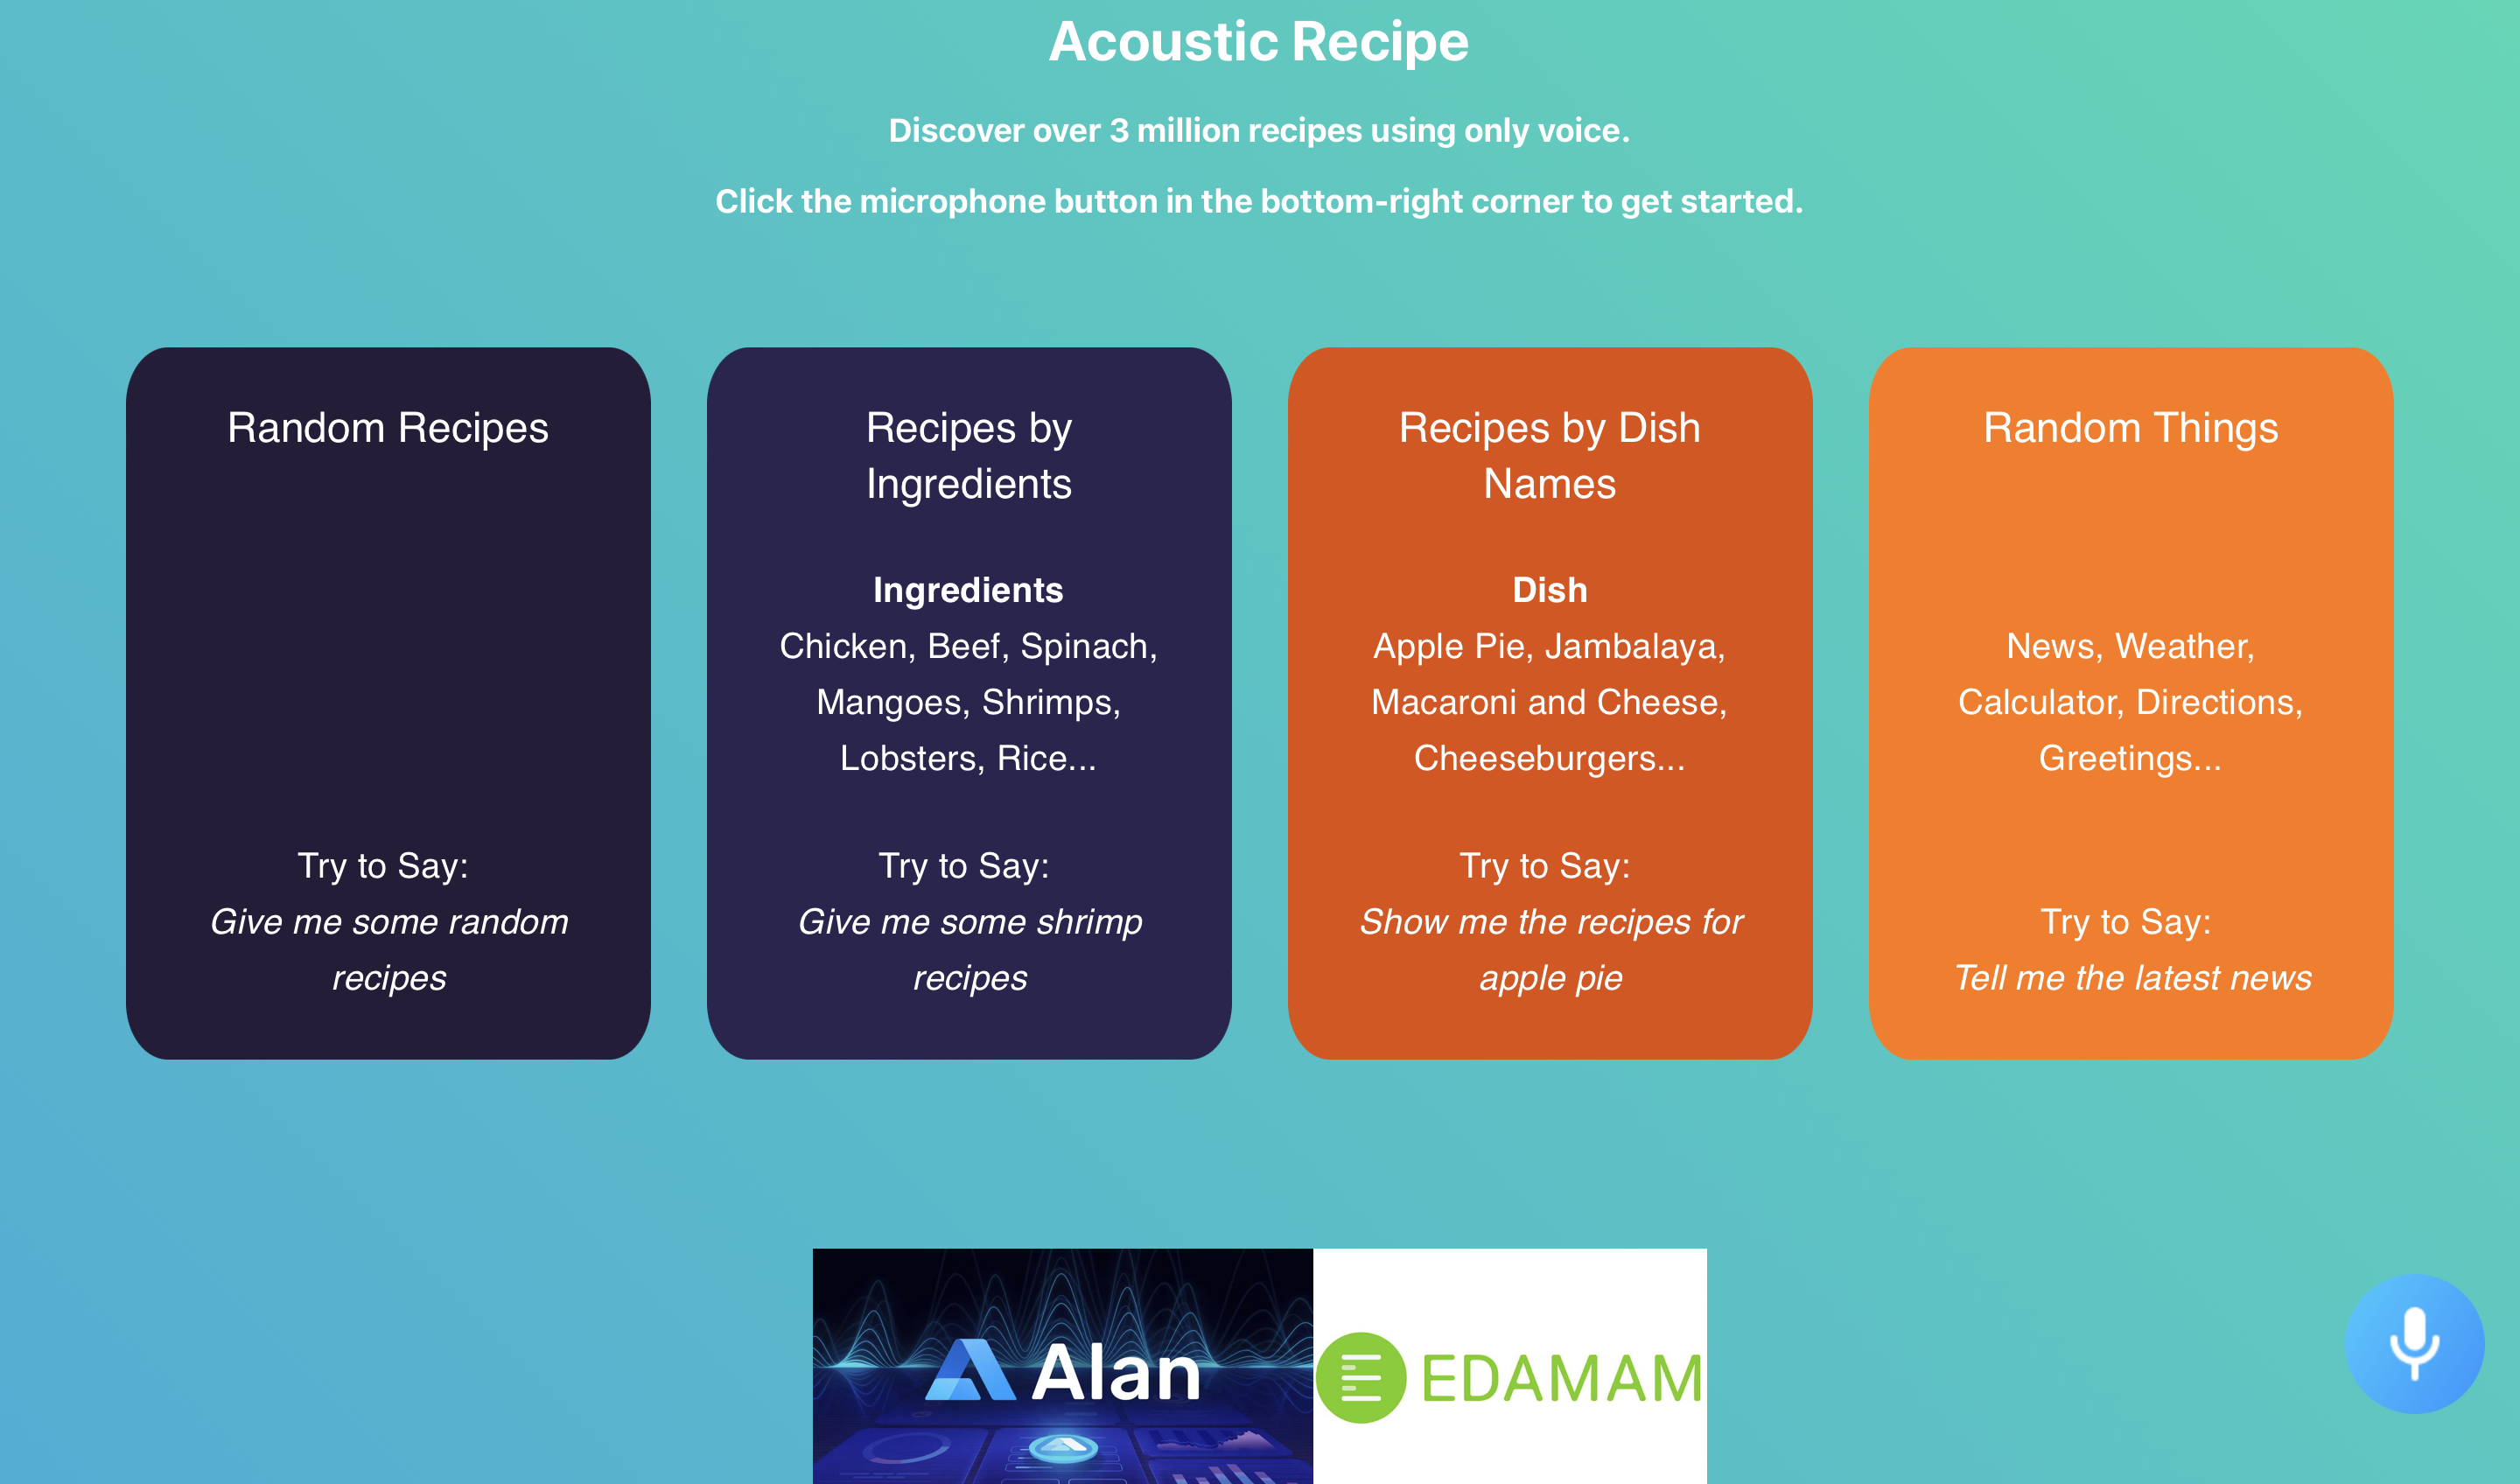 Acoustic Recipe
Discover over 3 million recipes using only voice.
Click the microphone button in the bottom-right corner to get started.
Random Recipes
Try to Say:
Give me some random
recipes
Recipes by
Ingredients
Ingredients
Chicken, Beef, Spinach,
Mangoes, Shrimps,
Lobsters, Rice...
Try to Say:
Give me some shrimp
recipes
Recipes by Dish
Names
Dish
Apple Pie, Jambalaya,
Macaroni and Cheese,
Cheeseburgers...
Try to Say:
Show me the recipes for
apple pie
Random Things
News, Weather,
Calculator, Directions,
Greetings...
Try to Say:
Tell me the latest news
Alan
EDAMAM